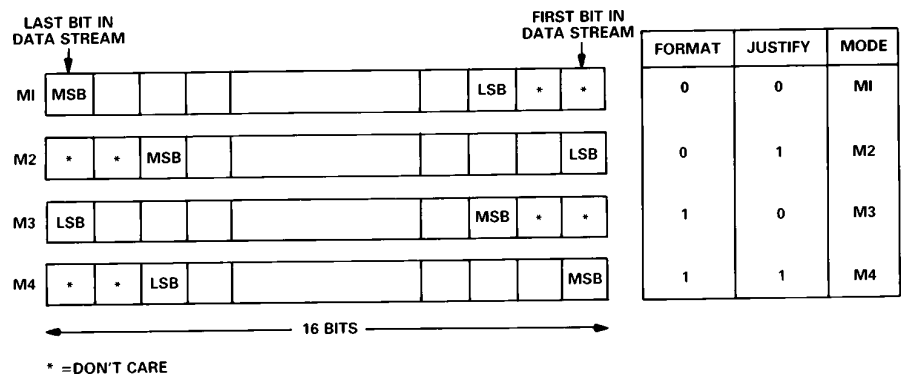 LAST BIT IN
DATA STREAM
FIRST BIT IN
DATA STREAM
FORMAT JUSTIFY MODE
MI MSB LSB * *
0 0 MI
M2 * * MSB LSB
0 1 M2
M3 LSB MSB * *
1 0 M3
M4 * * LSB MSB
1 1 M4
16 BITS
* =DON'T CARE